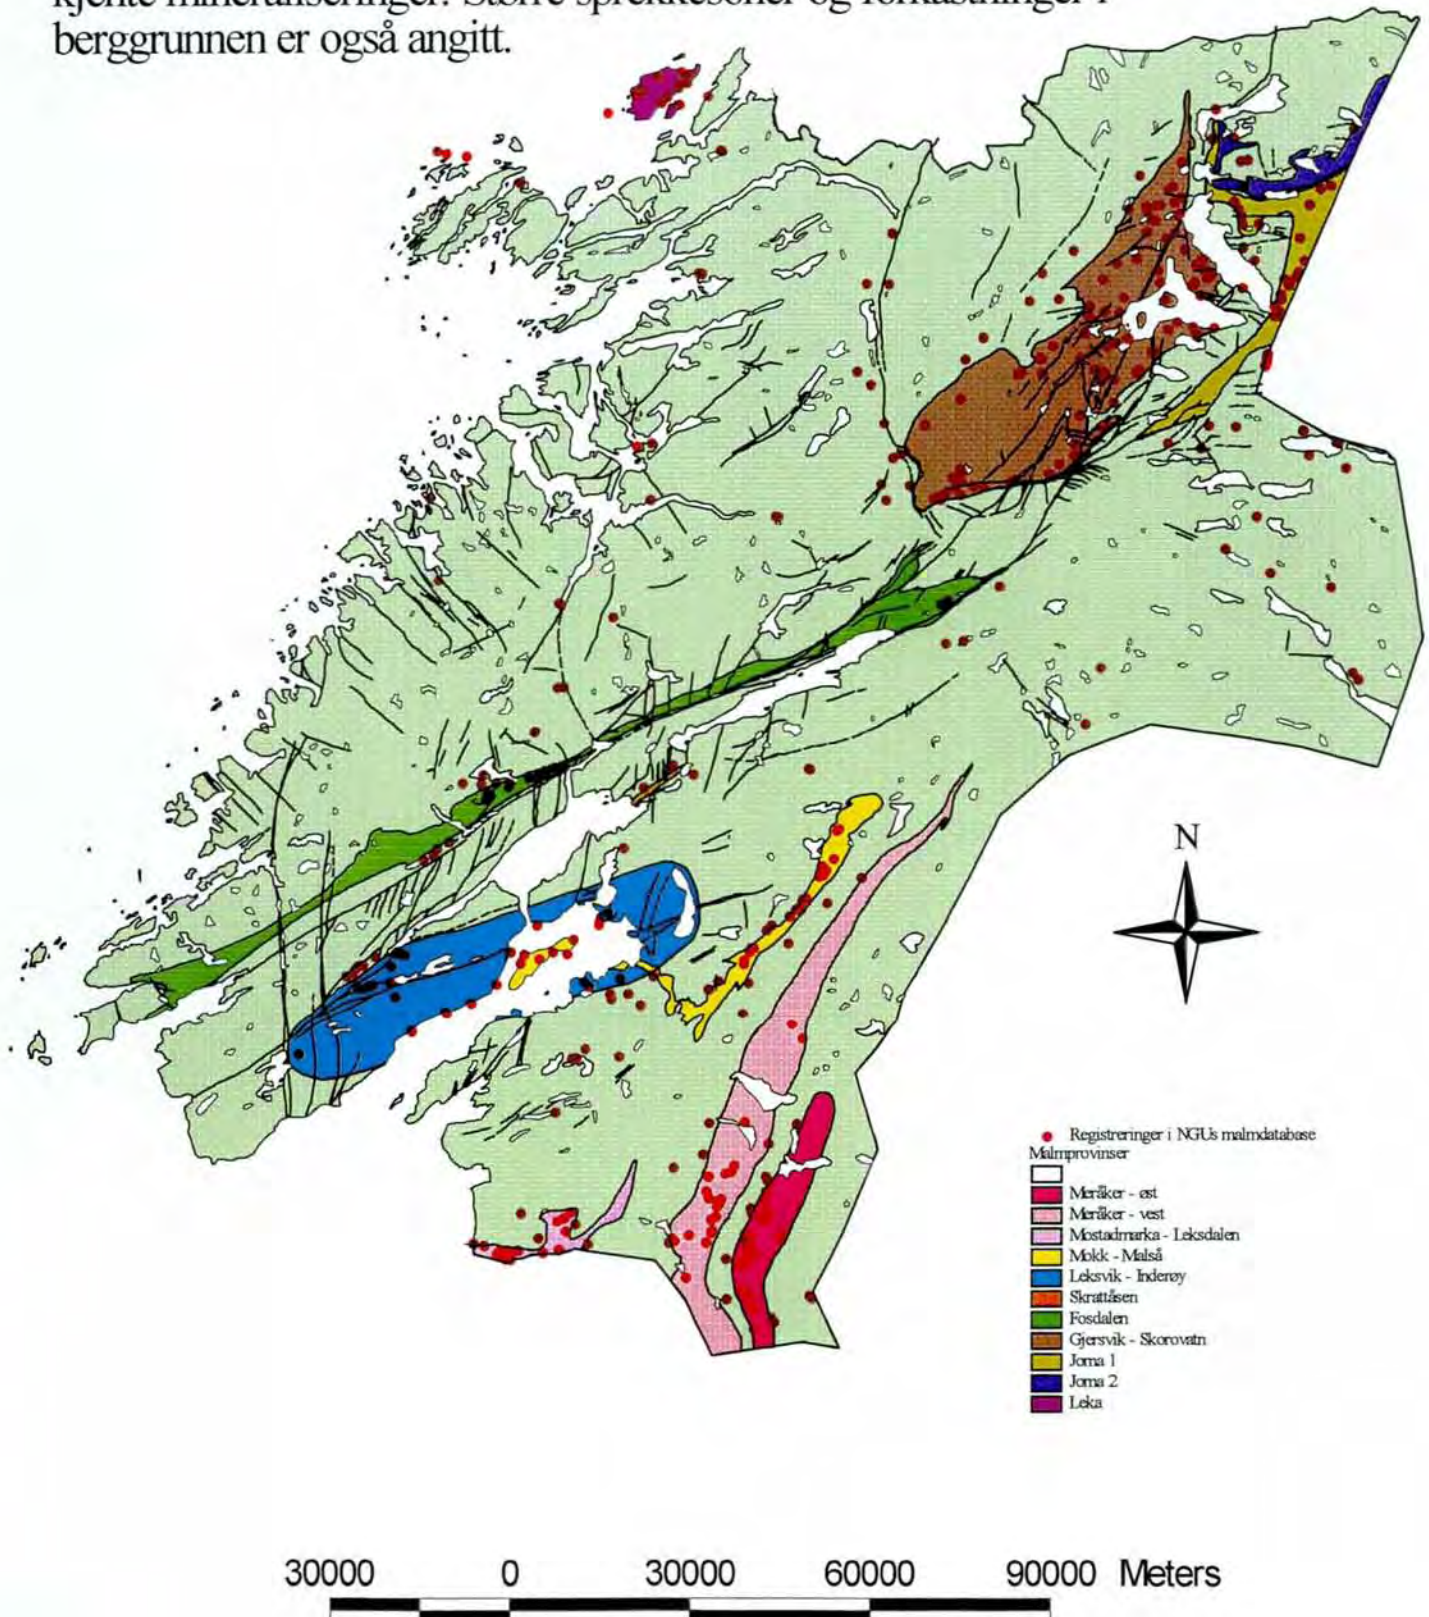 berggrunnen er også angitt.
N
Registreringer i NGUs malmdatabase
Malmprovinser
Meråker - øst
Meråker - vest
Mostadmarka - Leksdalen
Mokk - Malså
Leksvik - Inderøy
Skrattåsen
Fosdalen
Gjersvik - Skorovatn
Joma 1
Joma 2
Leka
30000 0 30000 60000 90000 Meters